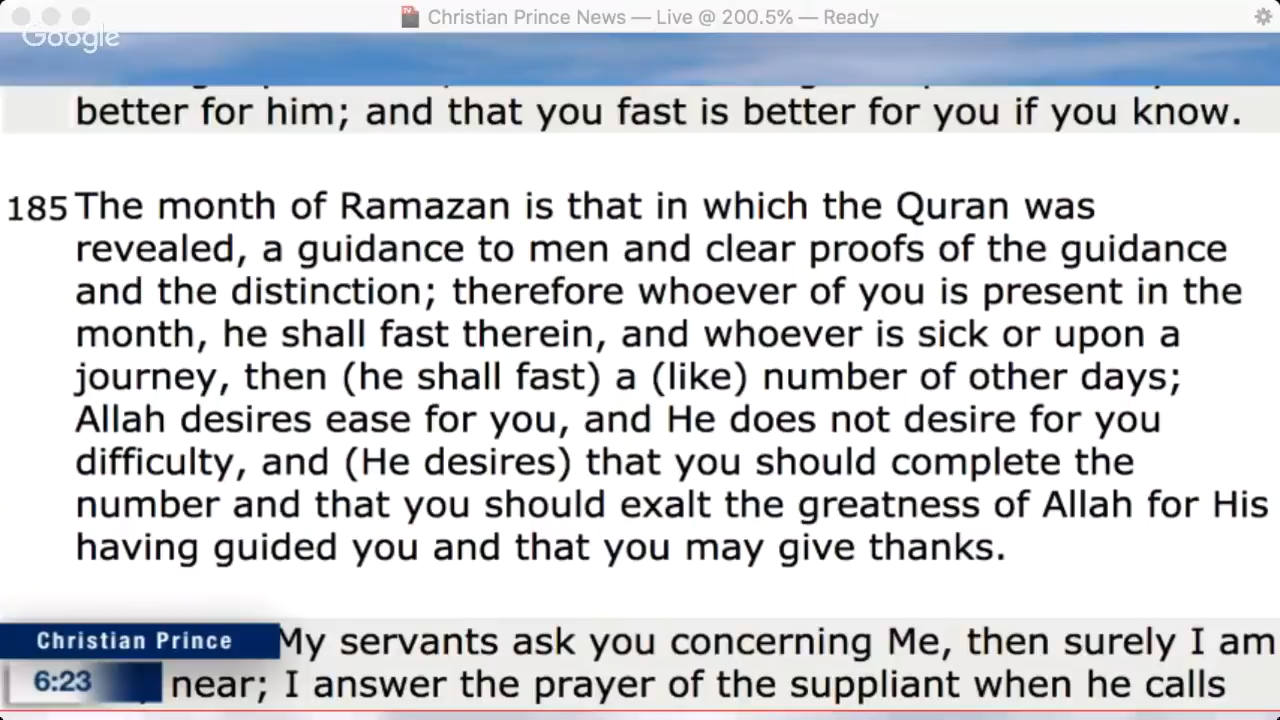 Christian Prince News — Live @ 200.5% — Ready
Google
better for him; and that you fast is better for you if you know.
185 The month of Ramazan is that in which the Quran was
revealed, a guidance to men and clear proofs of the guidance
and the distinction; therefore whoever of you is present in the
month, he shall fast therein, and whoever is sick or upon a
journey, then (he shall fast) a (like) number of other days;
Allah desires ease for you, and He does not desire for you
difficulty, and (He desires) that you should complete the
number and that you should exalt the greatness of Allah for His
having guided you and that you may give thanks.
Christian Prince
My servants ask you concerning Me, then surely I am
6:23
near; I answer the prayer of the suppliant when he calls